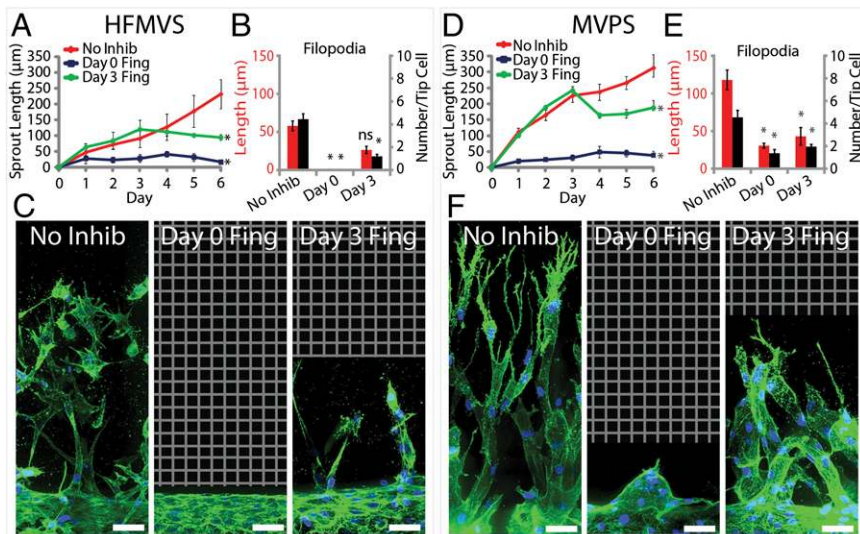 A HFMVS
Sprout Length (µm)
350
300
250
200
150
100
50
0
No Inhib
Day 0 Fing
Day 3 Fing
*
*
0 1 2 3 4 5 6
Day
B
Filopodia
Length (µm)
150
100
50
0
* *
ns
*
10
8
6
4
2
0
Number/Tip Cell
No Inhib
Day 0
Day 3
C
No Inhib
Day 0 Fing
Day 3 Fing
D MVPS
Sprout Length (µm)
350
300
250
200
150
100
50
0
No Inhib
Day 0 Fing
Day 3 Fing
*
*
0 1 2 3 4 5 6
Day
E
Filopodia
Length (µm)
150
100
50
0
* *
* *
10
8
6
4
2
0
Number/Tip Cell
No Inhib
Day 0
Day 3
F
No Inhib
Day 0 Fing
Day 3 Fing